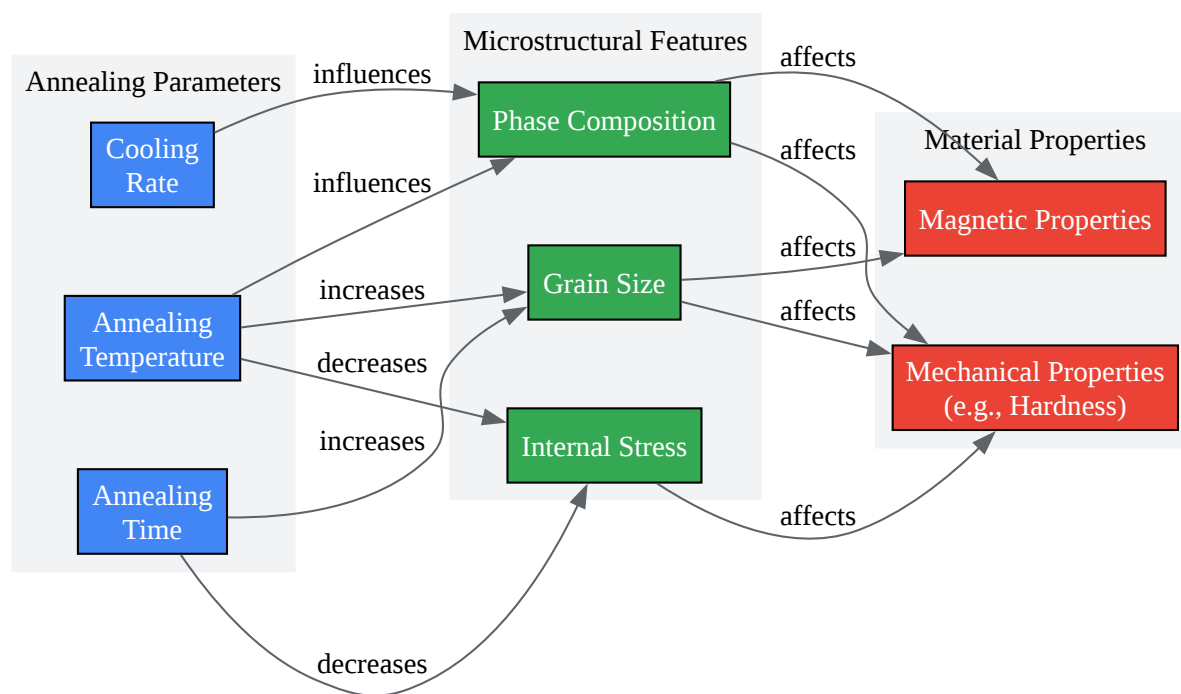 Annealing Parameters
Cooling
Rate
Annealing
Temperature
Annealing
Time
influences
influences
increases
decreases
increases
decreases
Microstructural Features
Phase Composition
Grain Size
Internal Stress
affects
affects
affects
affects
affects
Material Properties
Magnetic Properties
Mechanical Properties
(e.g., Hardness)